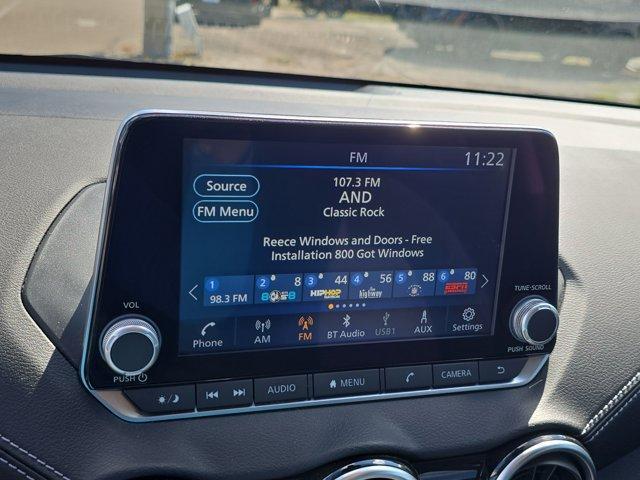 FM 11:22
Source
107.3 FM
AND
FM Menu
Classic Rock
Reece Windows and Doors - Free
Installation 800 Got Windows
1 2 8 3 44 4 56 5 88 6 80
98.3 FM HIPHOP highway ESPN
Phone AM FM BT Audio USB1 AUX Settings
VOL
TUNE·SCROLL
PUSH
PUSH SOUND
AUDIO MENU CAMERA